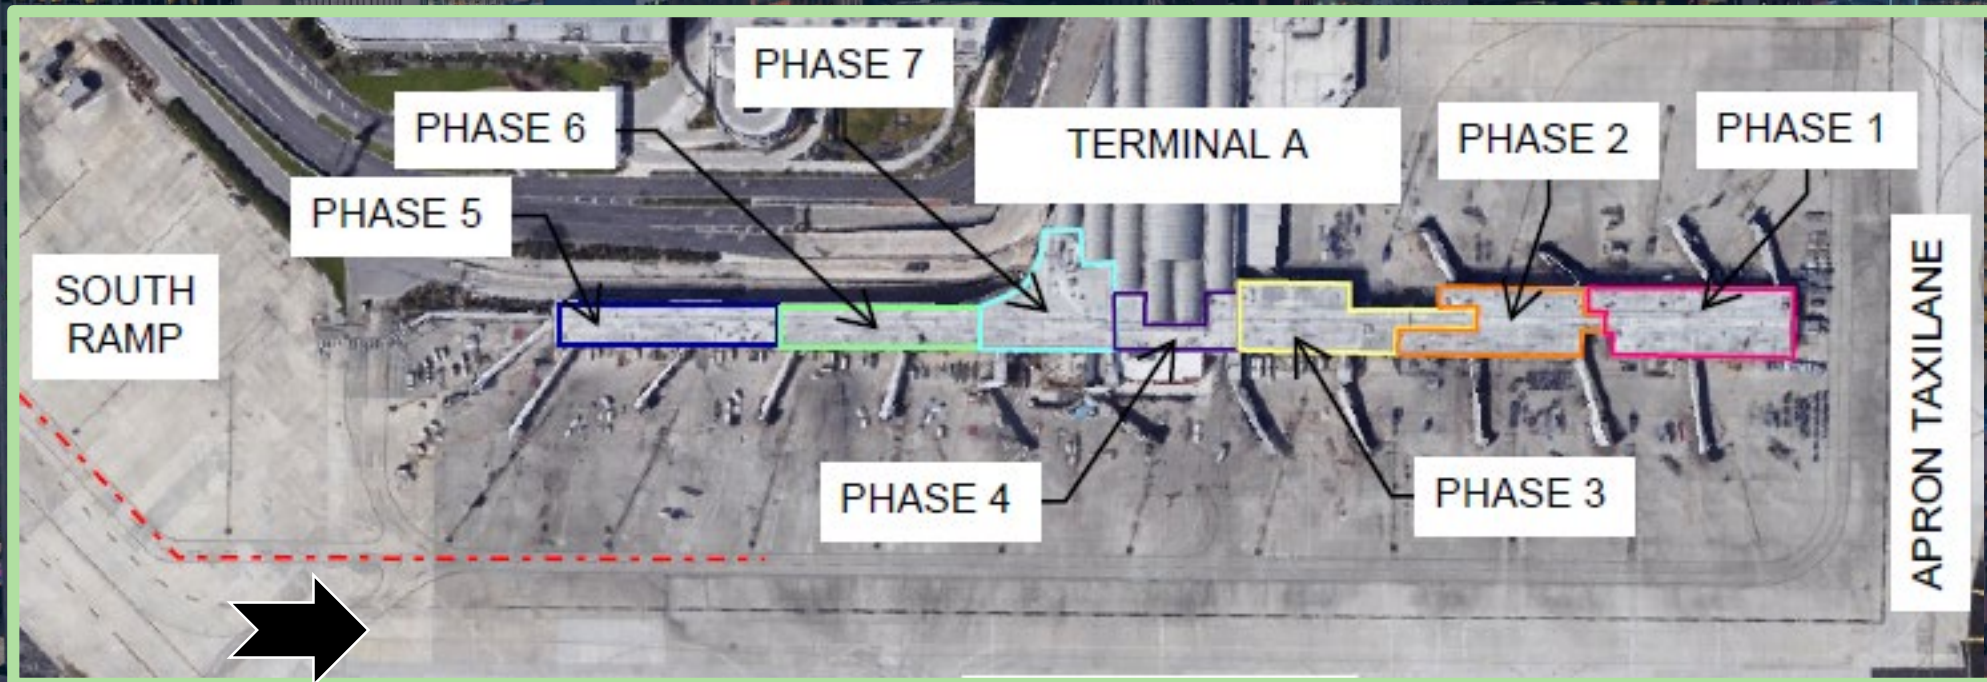 PHASE 7
PHASE 6
TERMINAL A
PHASE 2
PHASE 1
PHASE 5
SOUTH
RAMP
APRON TAXILANE
PHASE 4
PHASE 3